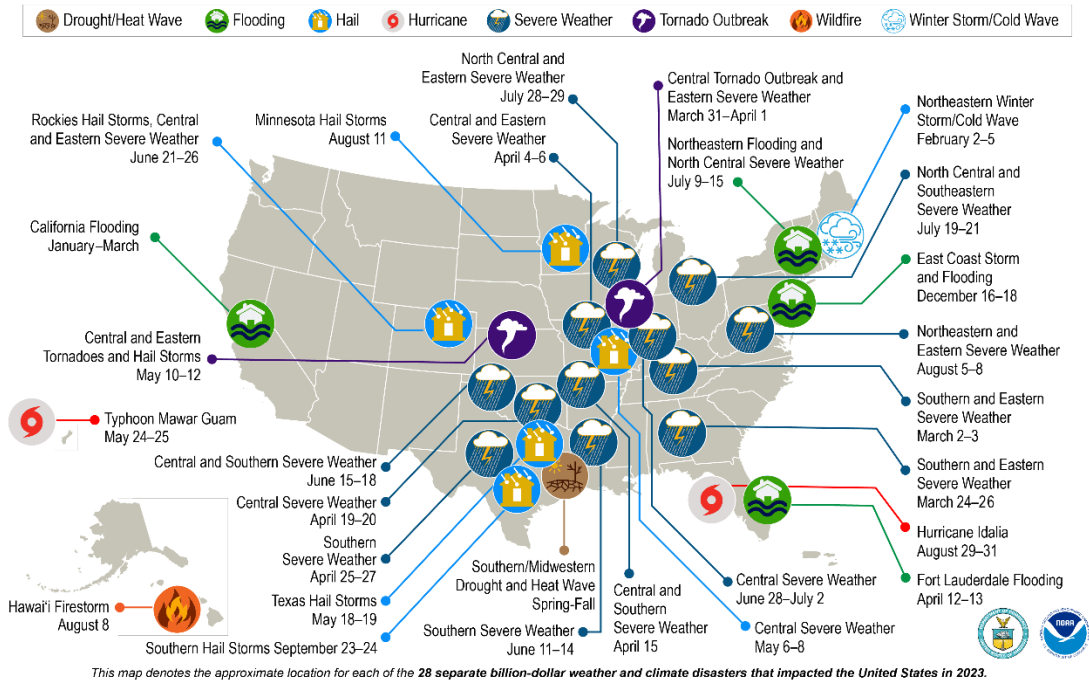 Drought/Heat Wave
Flooding
Hail
Hurricane
Severe Weather
Tornado Outbreak
Wildfire
Winter Storm/Cold Wave
North Central and
Eastern Severe Weather
July 28–29
Central Tornado Outbreak and
Eastern Severe Weather
March 31–April 1
Northeastern Winter
Storm/Cold Wave
February 2–5
Rockies Hail Storms, Central
and Eastern Severe Weather
June 21–26
Minnesota Hail Storms
August 11
Central and Eastern
Severe Weather
April 4–6
Northeastern Flooding and
North Central Severe Weather
July 9–15
North Central and
Southeastern
Severe Weather
July 19–21
California Flooding
January–March
East Coast Storm
and Flooding
December 16–18
Central and Eastern
Tornadoes and Hail Storms
May 10–12
Northeastern and
Eastern Severe Weather
August 5–8
Southern and Eastern
Severe Weather
March 2–3
Typhoon Mawar Guam
May 24–25
Central and Southern Severe Weather
June 15–18
Southern and Eastern
Severe Weather
March 24–26
Central Severe Weather
April 19–20
Hurricane Idalia
August 29–31
Southern
Severe Weather
April 25–27
Southern/Midwestern
Drought and Heat Wave
Spring-Fall
Central Severe Weather
June 28–July 2
Fort Lauderdale Flooding
April 12–13
Hawai‘i Firestorm
August 8
Texas Hail Storms
May 18–19
Central and
Southern
Severe Weather
April 15
Southern Hail Storms September 23–24
Southern Severe Weather
June 11–14
Central Severe Weather
May 6–8
noaa
This map denotes the approximate location for each of the 28 separate billion-dollar weather and climate disasters that impacted the United States in 2023.